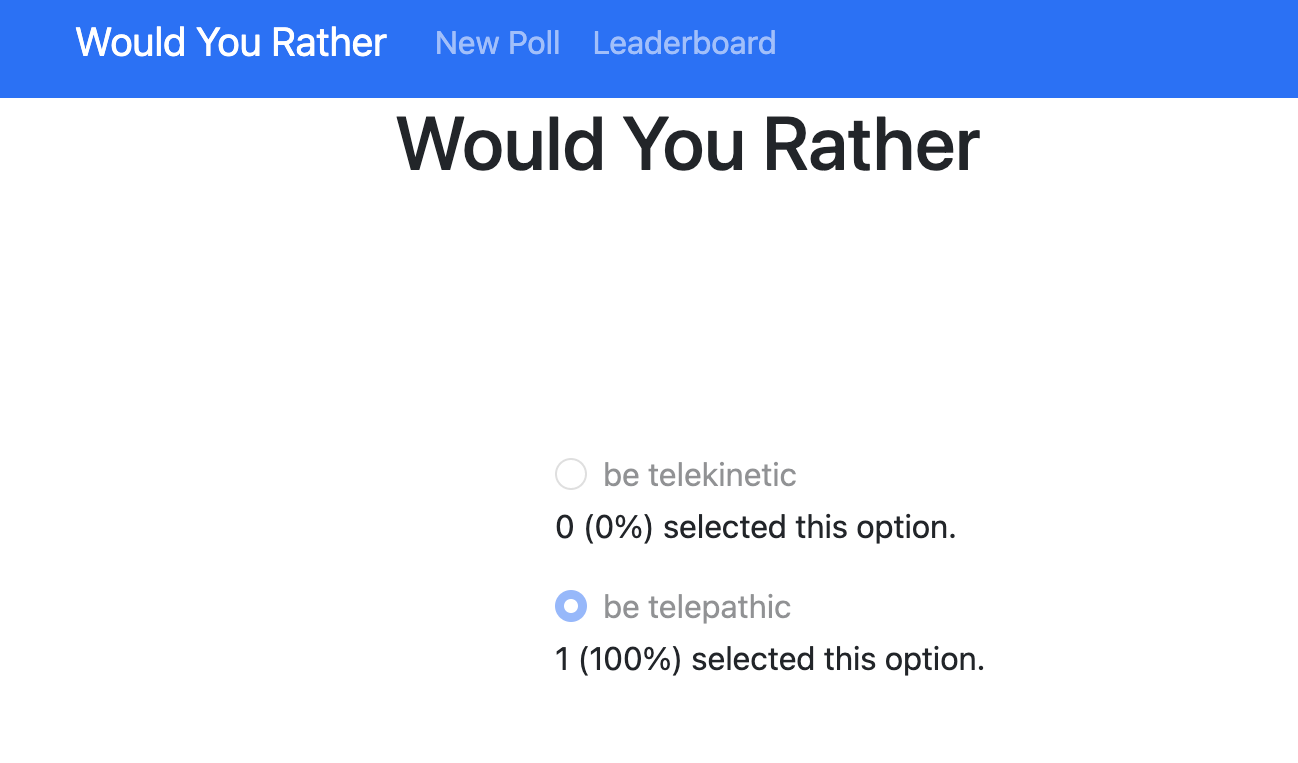 Would You Rather New Poll Leaderboard
Would You Rather
be telekinetic
0 (0%) selected this option.
be telepathic
1 (100%) selected this option.